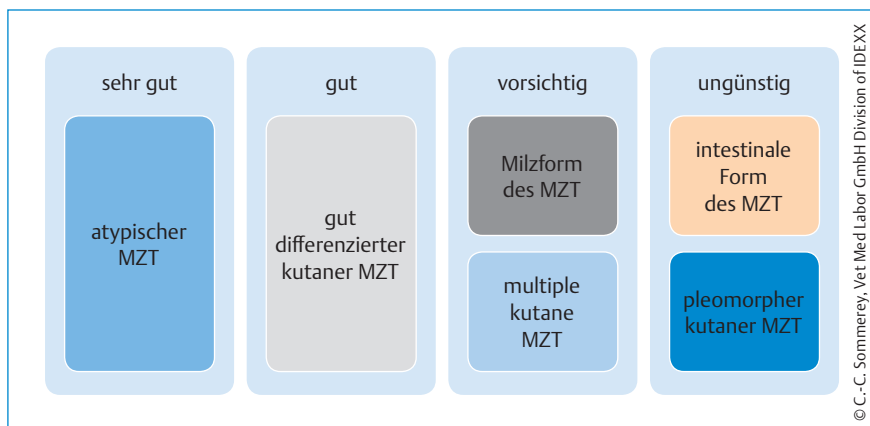 sehr gut
atypischer
MZT
gut
gut
differenzierter
kutaner MZT
vorsichtig
Milzform
des MZT
multiple
kutane
MZT
ungünstig
intestinale
Form
des MZT
pleomorpher
kutaner MZT
© C.-C. Sommerey, Vet Med Labor GmbH Division of IDEXX